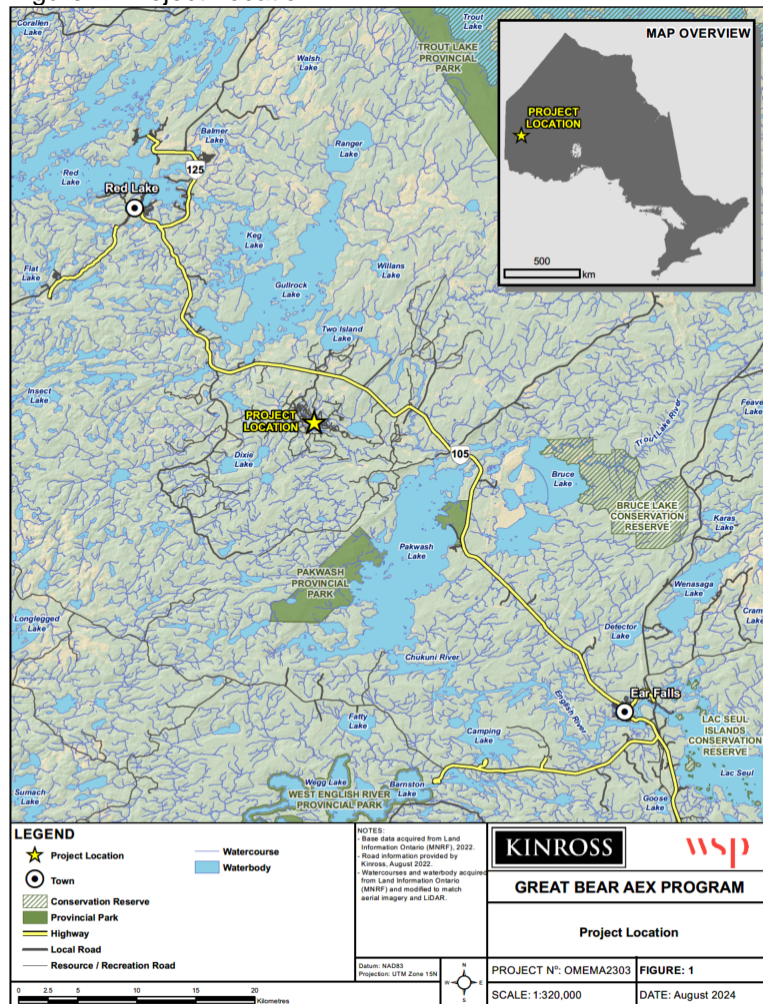 Corallen
Lake
Walsh
Lake
Trout
Lake
TROUT LAKE
PROVINCIAL
PARK
MAP OVERVIEW
PROJECT
LOCATION
500
km
Balmer
Lake
Ranger
Lake
125
Red
Lake
Red Lake
Keg
Lake
Willans
Lake
Flat
Lake
Gullrock
Lake
Two Island
Lake
Insect
Lake
PROJECT
LOCATION
Dixie
Lake
105
Trout Lake River
Feave
Lake
Bruce
Lake
BRUCE LAKE
CONSERVATION
RESERVE
Karas
Lake
Pakwash
Lake
PAKWASH
PROVINCIAL
PARK
Wenasaga
Lake
Longlegged
Lake
Cram
Lake
Detector
Lake
Chukuni River
Ear Falls
English River
Fatty
Lake
Camping
Lake
LAC SEUL
ISLANDS
CONSERVATION
RESERVE
Lac Seul
Wegg Lake
Barnston
Lake
WEST ENGLISH RIVER
PROVINCIAL PARK
Sumach
Lake
Goose
Lake
LEGEND
Project Location
Town
Conservation Reserve
Provincial Park
Highway
Local Road
Resource / Recreation Road
Watercourse
Waterbody
0 2.5 5 10 15 20
Kilometres
NOTES:
- Base data acquired from Land
Information Ontario (MNRF), 2022.
- Road information provided by
Kinross, August 2022.
- Watercourses and waterbody acquired
from Land Information Ontario
(MNRF) and modified to match
aerial imagery and LiDAR.
Datum: NAD83
Projection: UTM Zone 15N
N
W E
S
KINROSS
wsp
GREAT BEAR AEX PROGRAM
Project Location
PROJECT Nº: OMEMA2303
FIGURE: 1
SCALE: 1:320,000
DATE: August 2024